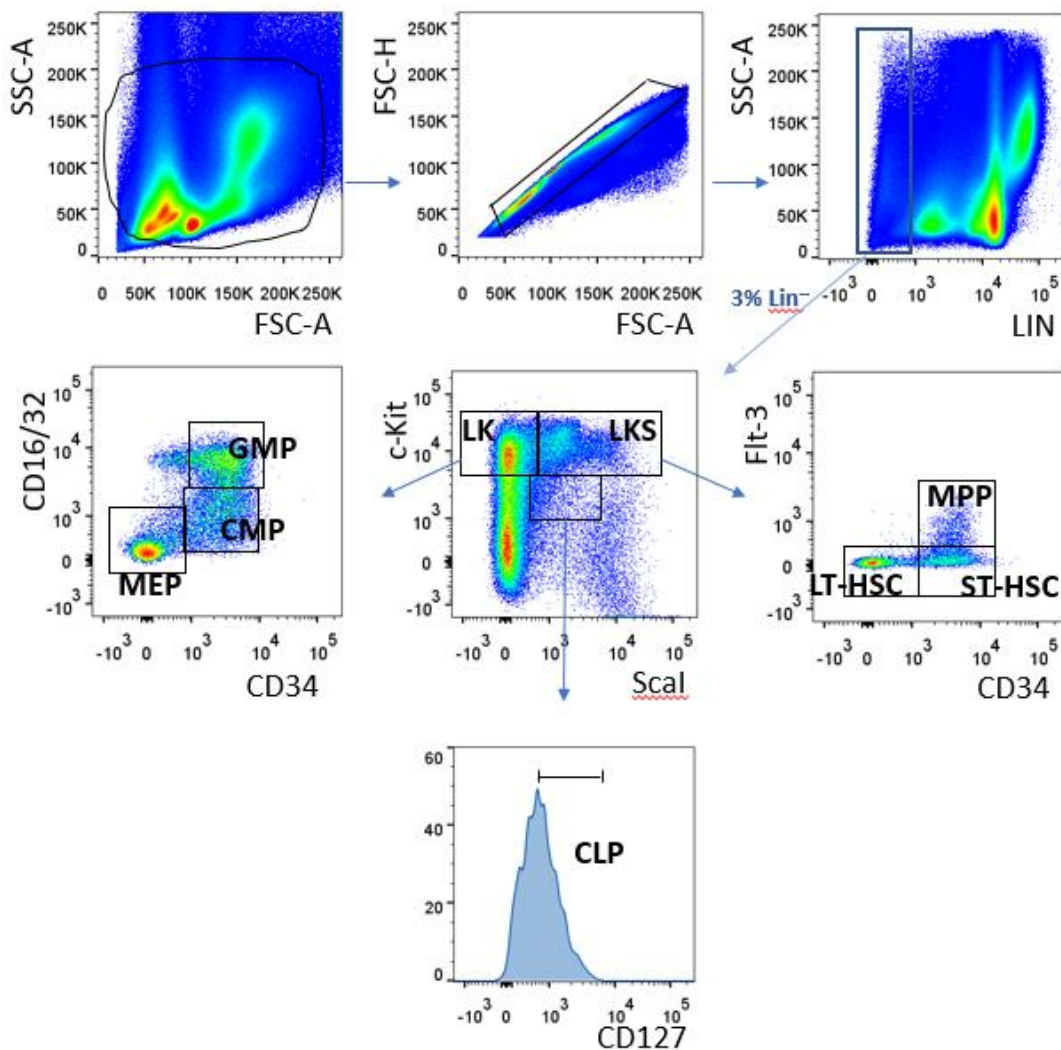 SSC-A
250K
200K
150K
100K
50K
0
0 50K 100K 150K 200K 250K
FSC-A
FSC-H
250K
200K
150K
100K
50K
0
0 50K 100K 150K 200K 250K
FSC-A
SSC-A
250K
200K
150K
100K
50K
0
-10³ 0 10³ 10⁴ 10⁵
LIN
3% Lin⁻
CD16/32
10⁵
10⁴
10³
0
-10³
GMP
CMP
MEP
-10³ 0 10³ 10⁴ 10⁵
CD34
c-Kit
10⁵
10⁴
10³
0
-10³
LK
LKS
-10³ 0 10³ 10⁴ 10⁵
Scal
Flt-3
10⁵
10⁴
10³
0
-10³
MPP
LT-HSC
ST-HSC
-10³ 0 10³ 10⁴ 10⁵
CD34
60
40
20
0
CLP
-10³ 0 10³ 10⁴ 10⁵
CD127